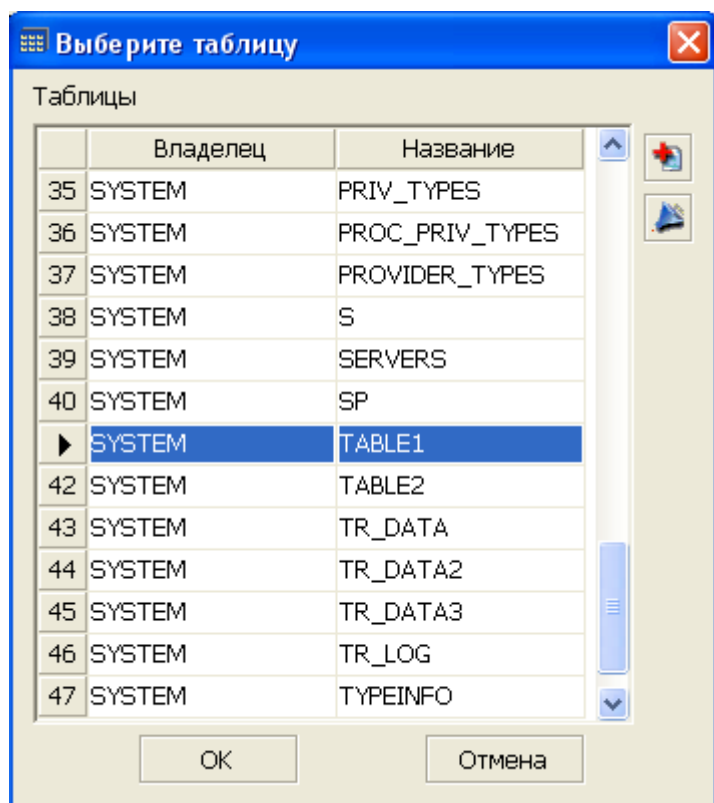 Выберите таблицу
Таблицы
Владелец Название
35 SYSTEM PRIV_TYPES
36 SYSTEM PROC_PRIV_TYPES
37 SYSTEM PROVIDER_TYPES
38 SYSTEM S
39 SYSTEM SERVERS
40 SYSTEM SP
SYSTEM TABLE1
42 SYSTEM TABLE2
43 SYSTEM TR_DATA
44 SYSTEM TR_DATA2
45 SYSTEM TR_DATA3
46 SYSTEM TR_LOG
47 SYSTEM TYPEINFO
OK Отмена